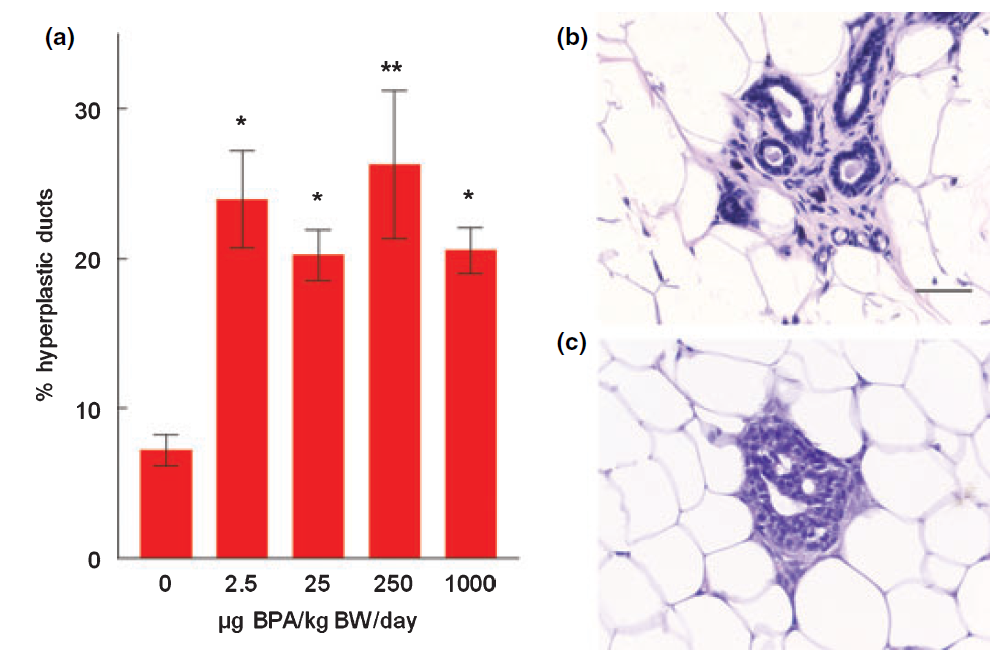 (a)
% hyperplastic ducts
30
20
10
0
*
*
**
*
0 2.5 25 250 1000
µg BPA/kg BW/day
(b)
(c)